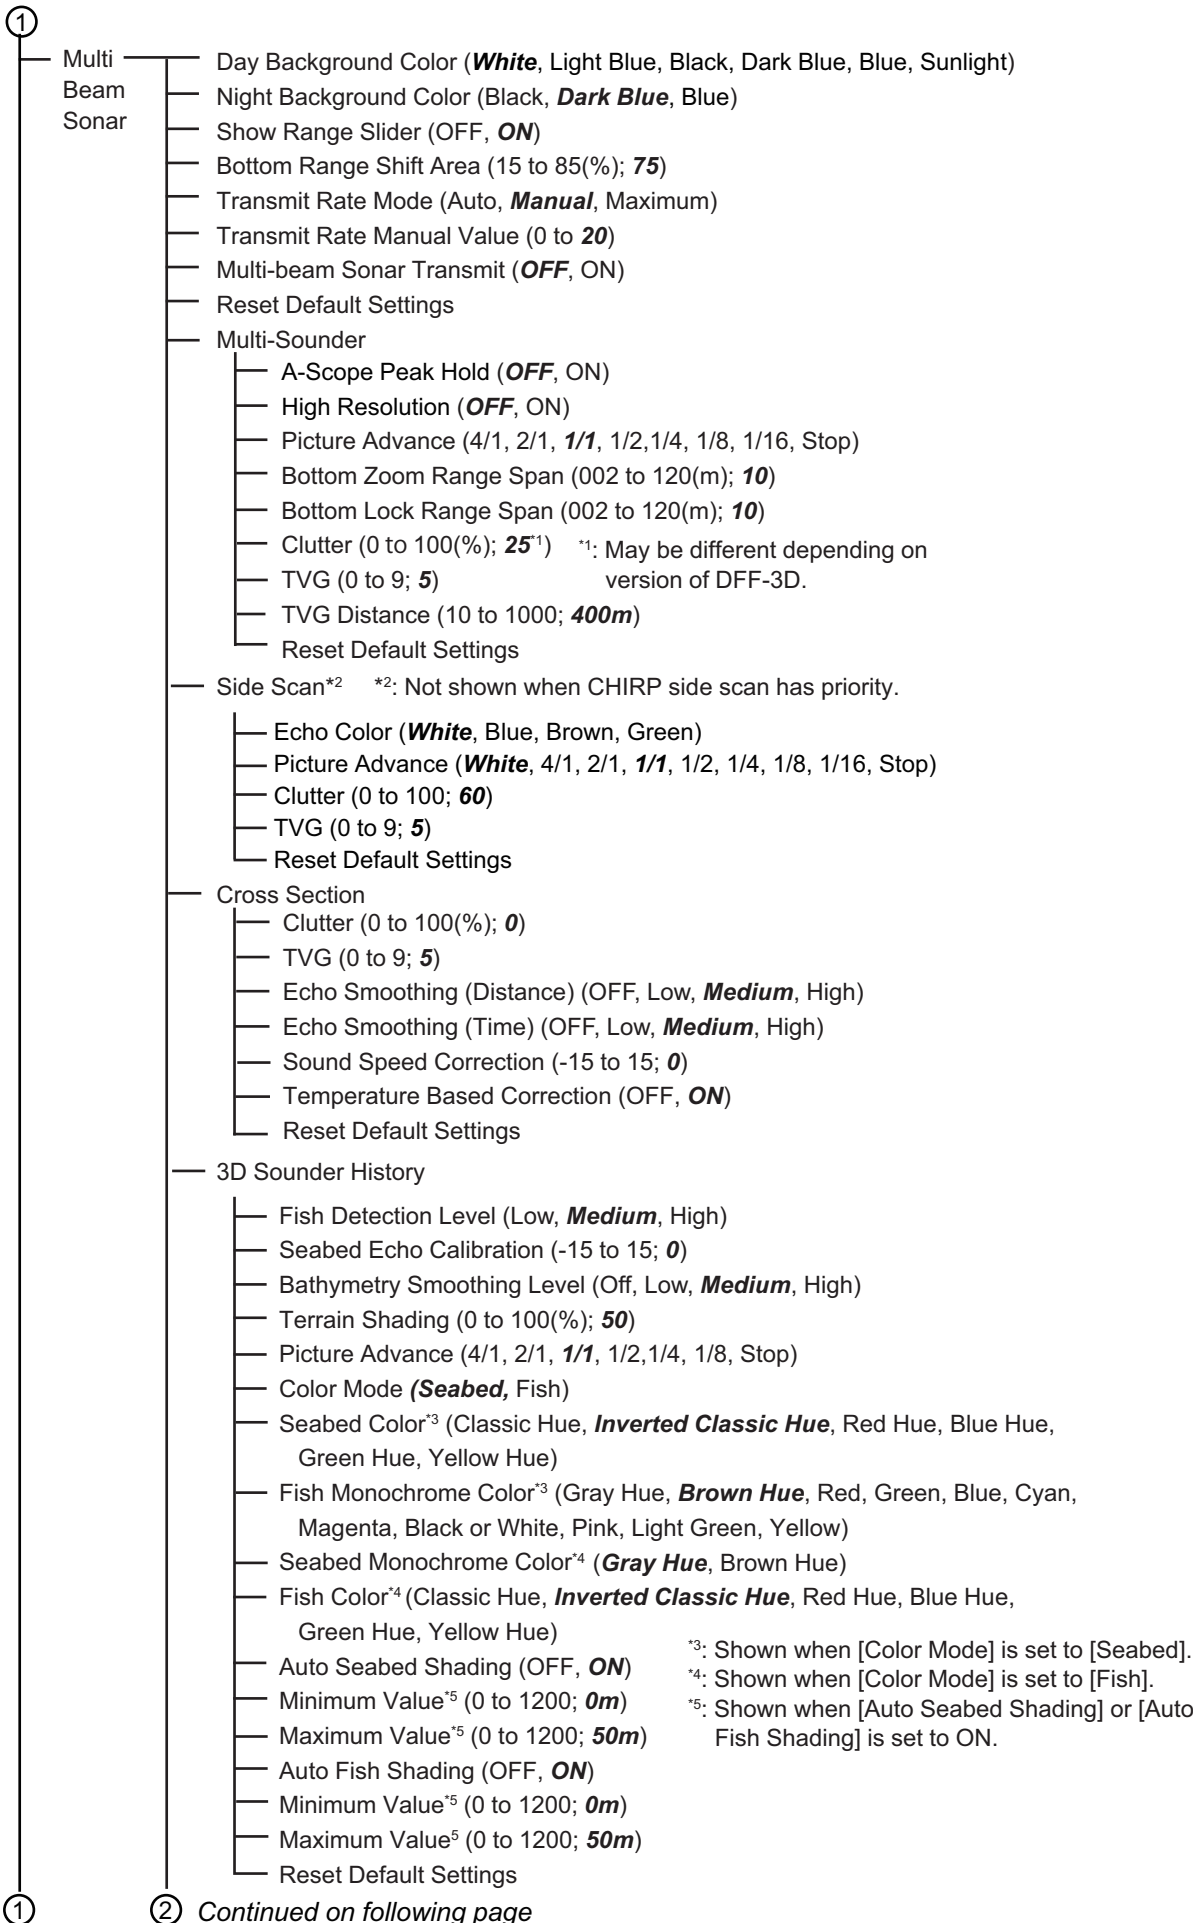 1
Multi
Beam
Sonar
Day Background Color (White, Light Blue, Black, Dark Blue, Blue, Sunlight)
Night Background Color (Black, Dark Blue, Blue)
Show Range Slider (OFF, ON)
Bottom Range Shift Area (15 to 85(%); 75)
Transmit Rate Mode (Auto, Manual, Maximum)
Transmit Rate Manual Value (0 to 20)
Multi-beam Sonar Transmit (OFF, ON)
Reset Default Settings
Multi-Sounder
A-Scope Peak Hold (OFF, ON)
High Resolution (OFF, ON)
Picture Advance (4/1, 2/1, 1/1, 1/2,1/4, 1/8, 1/16, Stop)
Bottom Zoom Range Span (002 to 120(m); 10)
Bottom Lock Range Span (002 to 120(m); 10)
Clutter (0 to 100(%); 25*1)
*1: May be different depending on
version of DFF-3D.
TVG (0 to 9; 5)
TVG Distance (10 to 1000; 400m)
Reset Default Settings
Side Scan*2 *2: Not shown when CHIRP side scan has priority.
Echo Color (White, Blue, Brown, Green)
Picture Advance (White, 4/1, 2/1, 1/1, 1/2, 1/4, 1/8, 1/16, Stop)
Clutter (0 to 100; 60)
TVG (0 to 9; 5)
Reset Default Settings
Cross Section
Clutter (0 to 100(%); 0)
TVG (0 to 9; 5)
Echo Smoothing (Distance) (OFF, Low, Medium, High)
Echo Smoothing (Time) (OFF, Low, Medium, High)
Sound Speed Correction (-15 to 15; 0)
Temperature Based Correction (OFF, ON)
Reset Default Settings
3D Sounder History
Fish Detection Level (Low, Medium, High)
Seabed Echo Calibration (-15 to 15; 0)
Bathymetry Smoothing Level (Off, Low, Medium, High)
Terrain Shading (0 to 100(%); 50)
Picture Advance (4/1, 2/1, 1/1, 1/2,1/4, 1/8, Stop)
Color Mode (Seabed, Fish)
Seabed Color*3 (Classic Hue, Inverted Classic Hue, Red Hue, Blue Hue,
Green Hue, Yellow Hue)
Fish Monochrome Color*3 (Gray Hue, Brown Hue, Red, Green, Blue, Cyan,
Magenta, Black or White, Pink, Light Green, Yellow)
Seabed Monochrome Color*4 (Gray Hue, Brown Hue)
Fish Color*4 (Classic Hue, Inverted Classic Hue, Red Hue, Blue Hue,
Green Hue, Yellow Hue)
Auto Seabed Shading (OFF, ON)
Minimum Value*5 (0 to 1200; 0m)
Maximum Value*5 (0 to 1200; 50m)
Auto Fish Shading (OFF, ON)
Minimum Value*5 (0 to 1200; 0m)
Maximum Value5 (0 to 1200; 50m)
Reset Default Settings
*3: Shown when [Color Mode] is set to [Seabed].
*4: Shown when [Color Mode] is set to [Fish].
*5: Shown when [Auto Seabed Shading] or [Auto
Fish Shading] is set to ON.
1
2 Continued on following page